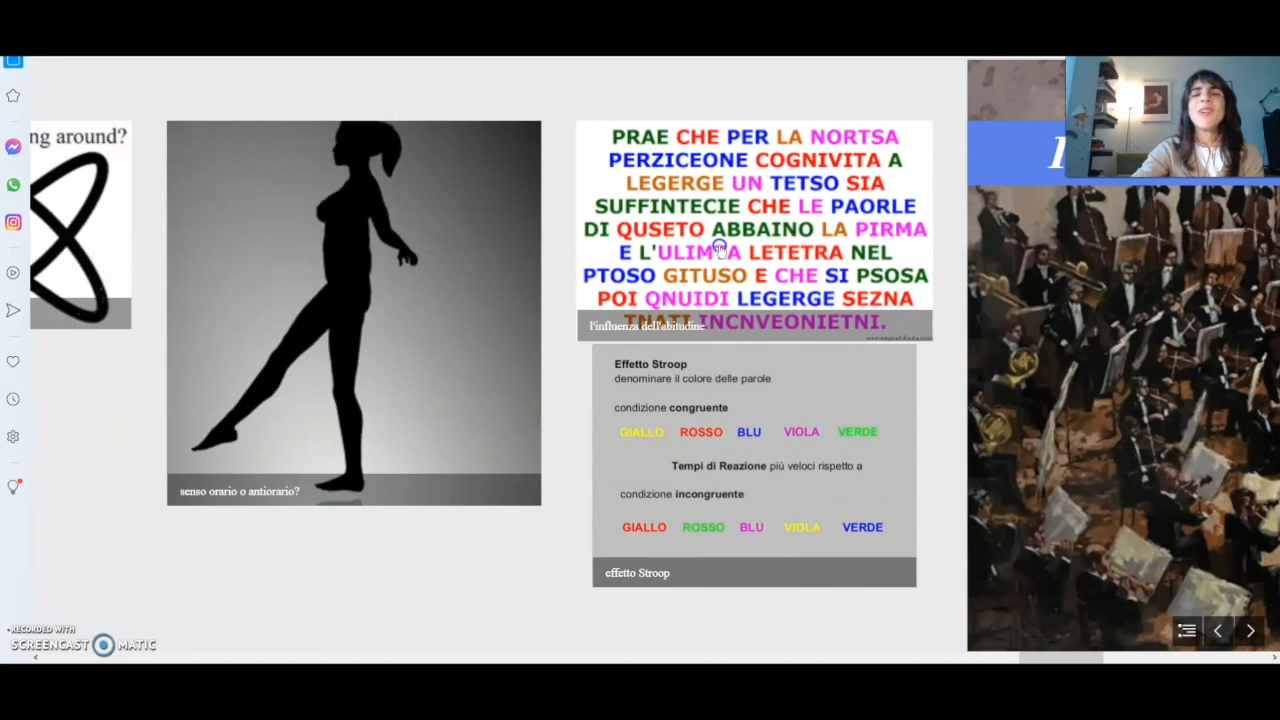 ng around?
senso orario o antiorario?
PRAE CHE PER LA NORTSA
PERZICEONE COGNIVITA A
LEGERGE UN TETSO SIA
SUFFINTECIE CHE LE PAORLE
DI QUSETO ABBAINO LA PIRMA
E L'ULIMTA LETETRA NEL
PTOSO GITUSO E CHE SI PSOSA
POI QNUIDI LEGERGE SEZNA
TNATI INCNVEONIETNI.
l'influenza dell'abitudine
Effetto Stroop
denominare il colore delle parole
condizione congruente
GIALLO ROSSO BLU VIOLA VERDE
Tempi di Reazione più veloci rispetto a
condizione incongruente
GIALLO ROSSO BLU VIOLA VERDE
effetto Stroop
I
RECORDED WITH
SCREENCAST MATIC